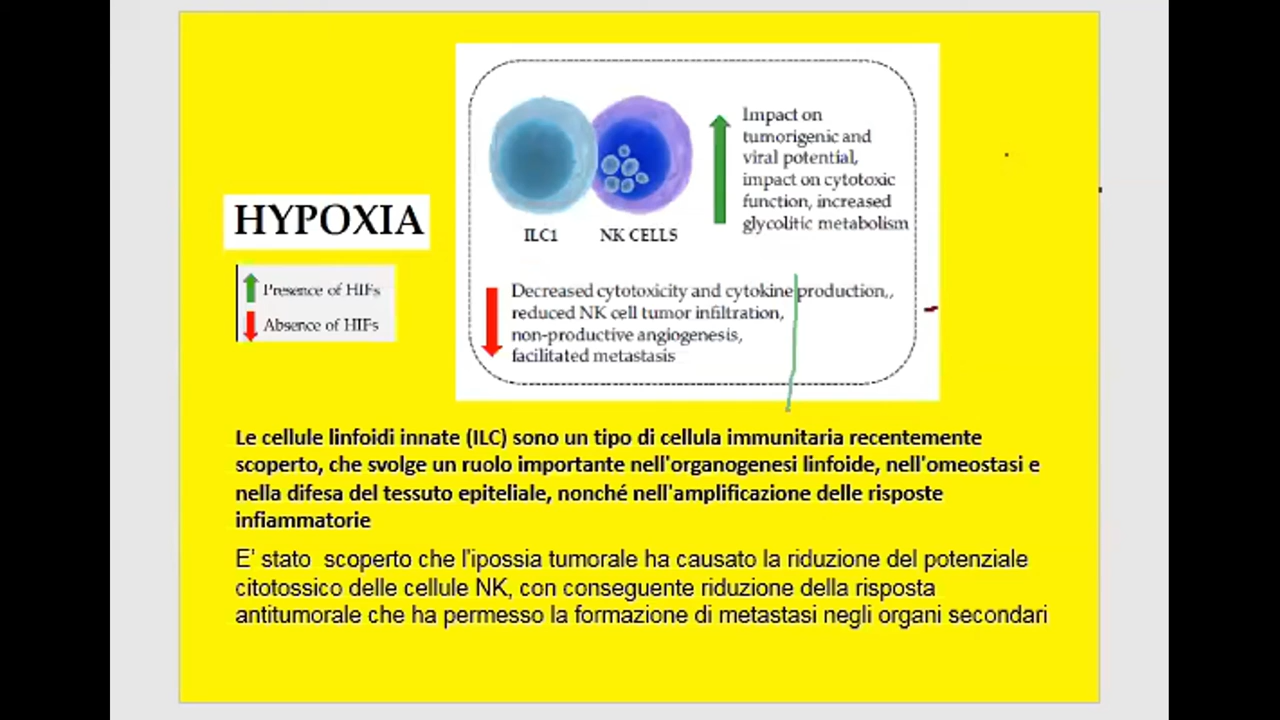 Impact on
tumorigenic and
viral potential,
impact on cytotoxic
function, increased
glycolitic metabolism
HYPOXIA
ILC1 NK CELLS
Presence of HIFs
Absence of HIFs
Decreased cytotoxicity and cytokine production,,
reduced NK cell tumor infiltration,
non-productive angiogenesis,
facilitated metastasis
Le cellule linfoidi innate (ILC) sono un tipo di cellula immunitaria recentemente
scoperto, che svolge un ruolo importante nell'organogenesi linfoide, nell'omeostasi e
nella difesa del tessuto epiteliale, nonché nell'amplificazione delle risposte
infiammatorie
E' stato scoperto che l'ipossia tumorale ha causato la riduzione del potenziale
citotossico delle cellule NK, con conseguente riduzione della risposta
antitumorale che ha permesso la formazione di metastasi negli organi secondari